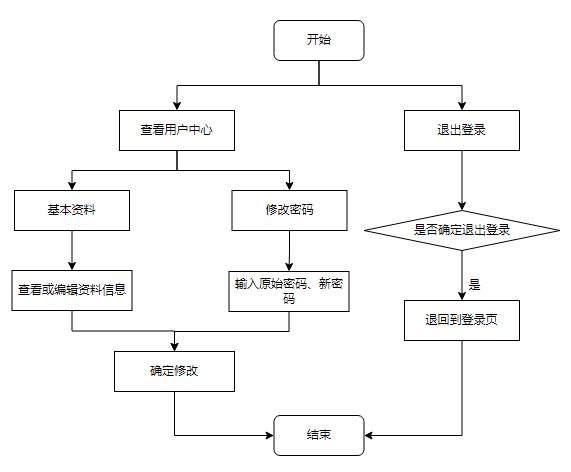 开始
查看用户中心
退出登录
基本资料
修改密码
是否确定退出登录
查看或编辑资料信息
输入原始密码、新密
码
是
退回到登录页
确定修改
结束